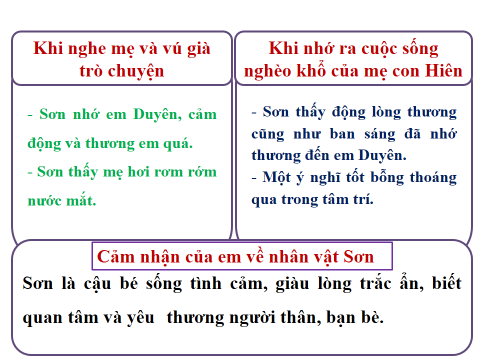 Khi nghe mẹ và vú già
trò chuyện
- Sơn nhớ em Duyên, cảm
động và thương em quá.
- Sơn thấy mẹ hơi rơm rớm
nước mắt.
Khi nhớ ra cuộc sống
nghèo khổ của mẹ con Hiên
- Sơn thấy động lòng thương
cũng như ban sáng đã nhớ
thương đến em Duyên.
- Một ý nghĩ tốt bỗng thoáng
qua trong tâm trí.
Cảm nhận của em về nhân vật Sơn
Sơn là cậu bé sống tình cảm, giàu lòng trắc ẩn, biết
quan tâm và yêu thương người thân, bạn bè.